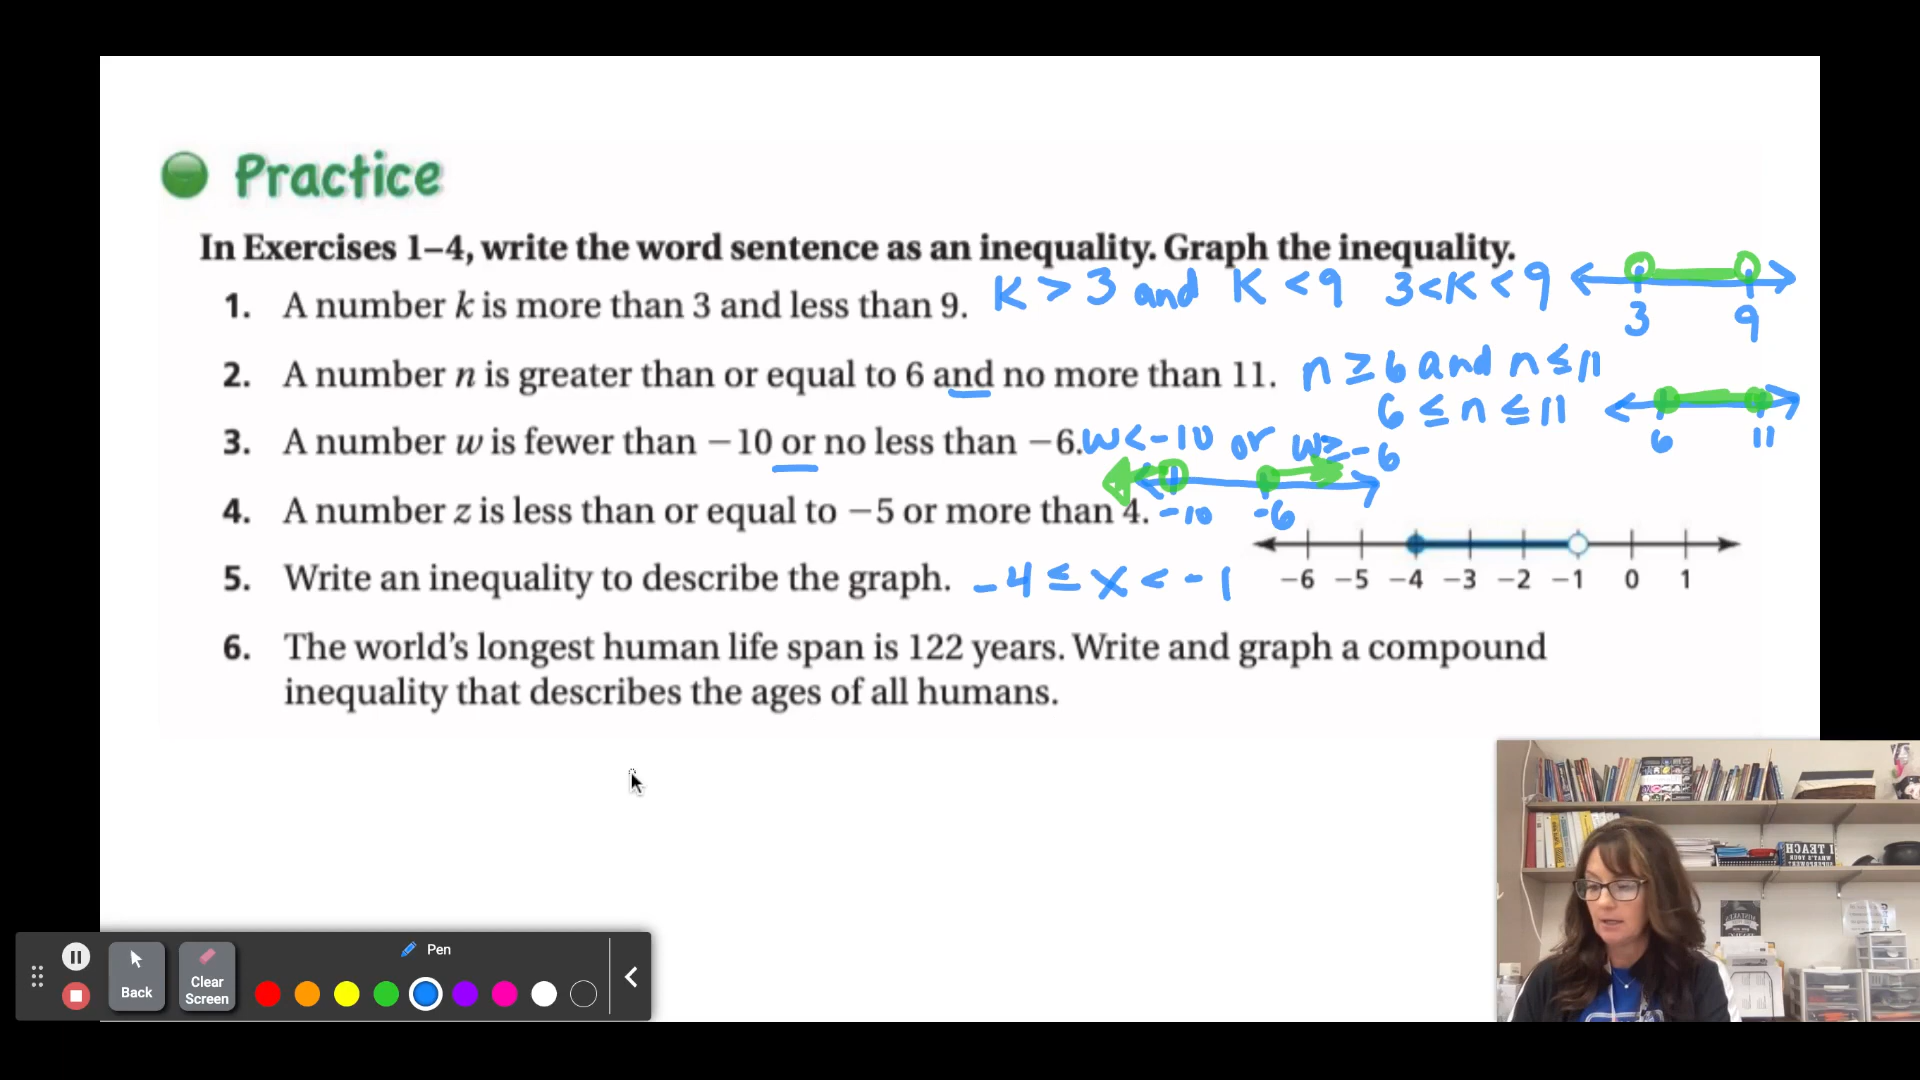 Practice
In Exercises 1–4, write the word sentence as an inequality. Graph the inequality.
1. A number k is more than 3 and less than 9. K > 3 and K < 9 3 < K < 9
3 9
2. A number n is greater than or equal to 6 and no more than 11. n ≥ 6 and n ≤ 11
6 ≤ n ≤ 11
6 11
3. A number w is fewer than −10 or no less than −6. w < -10 or w ≥ -6
-10 -6
4. A number z is less than or equal to −5 or more than 4.
5. Write an inequality to describe the graph. -4 ≤ x < -1
−6 −5 −4 −3 −2 −1 0 1
6. The world's longest human life span is 122 years. Write and graph a compound
inequality that describes the ages of all humans.
I TEACH
WHAT'S YOUR
SUPERPOWER?
Pen
Back
Clear
Screen